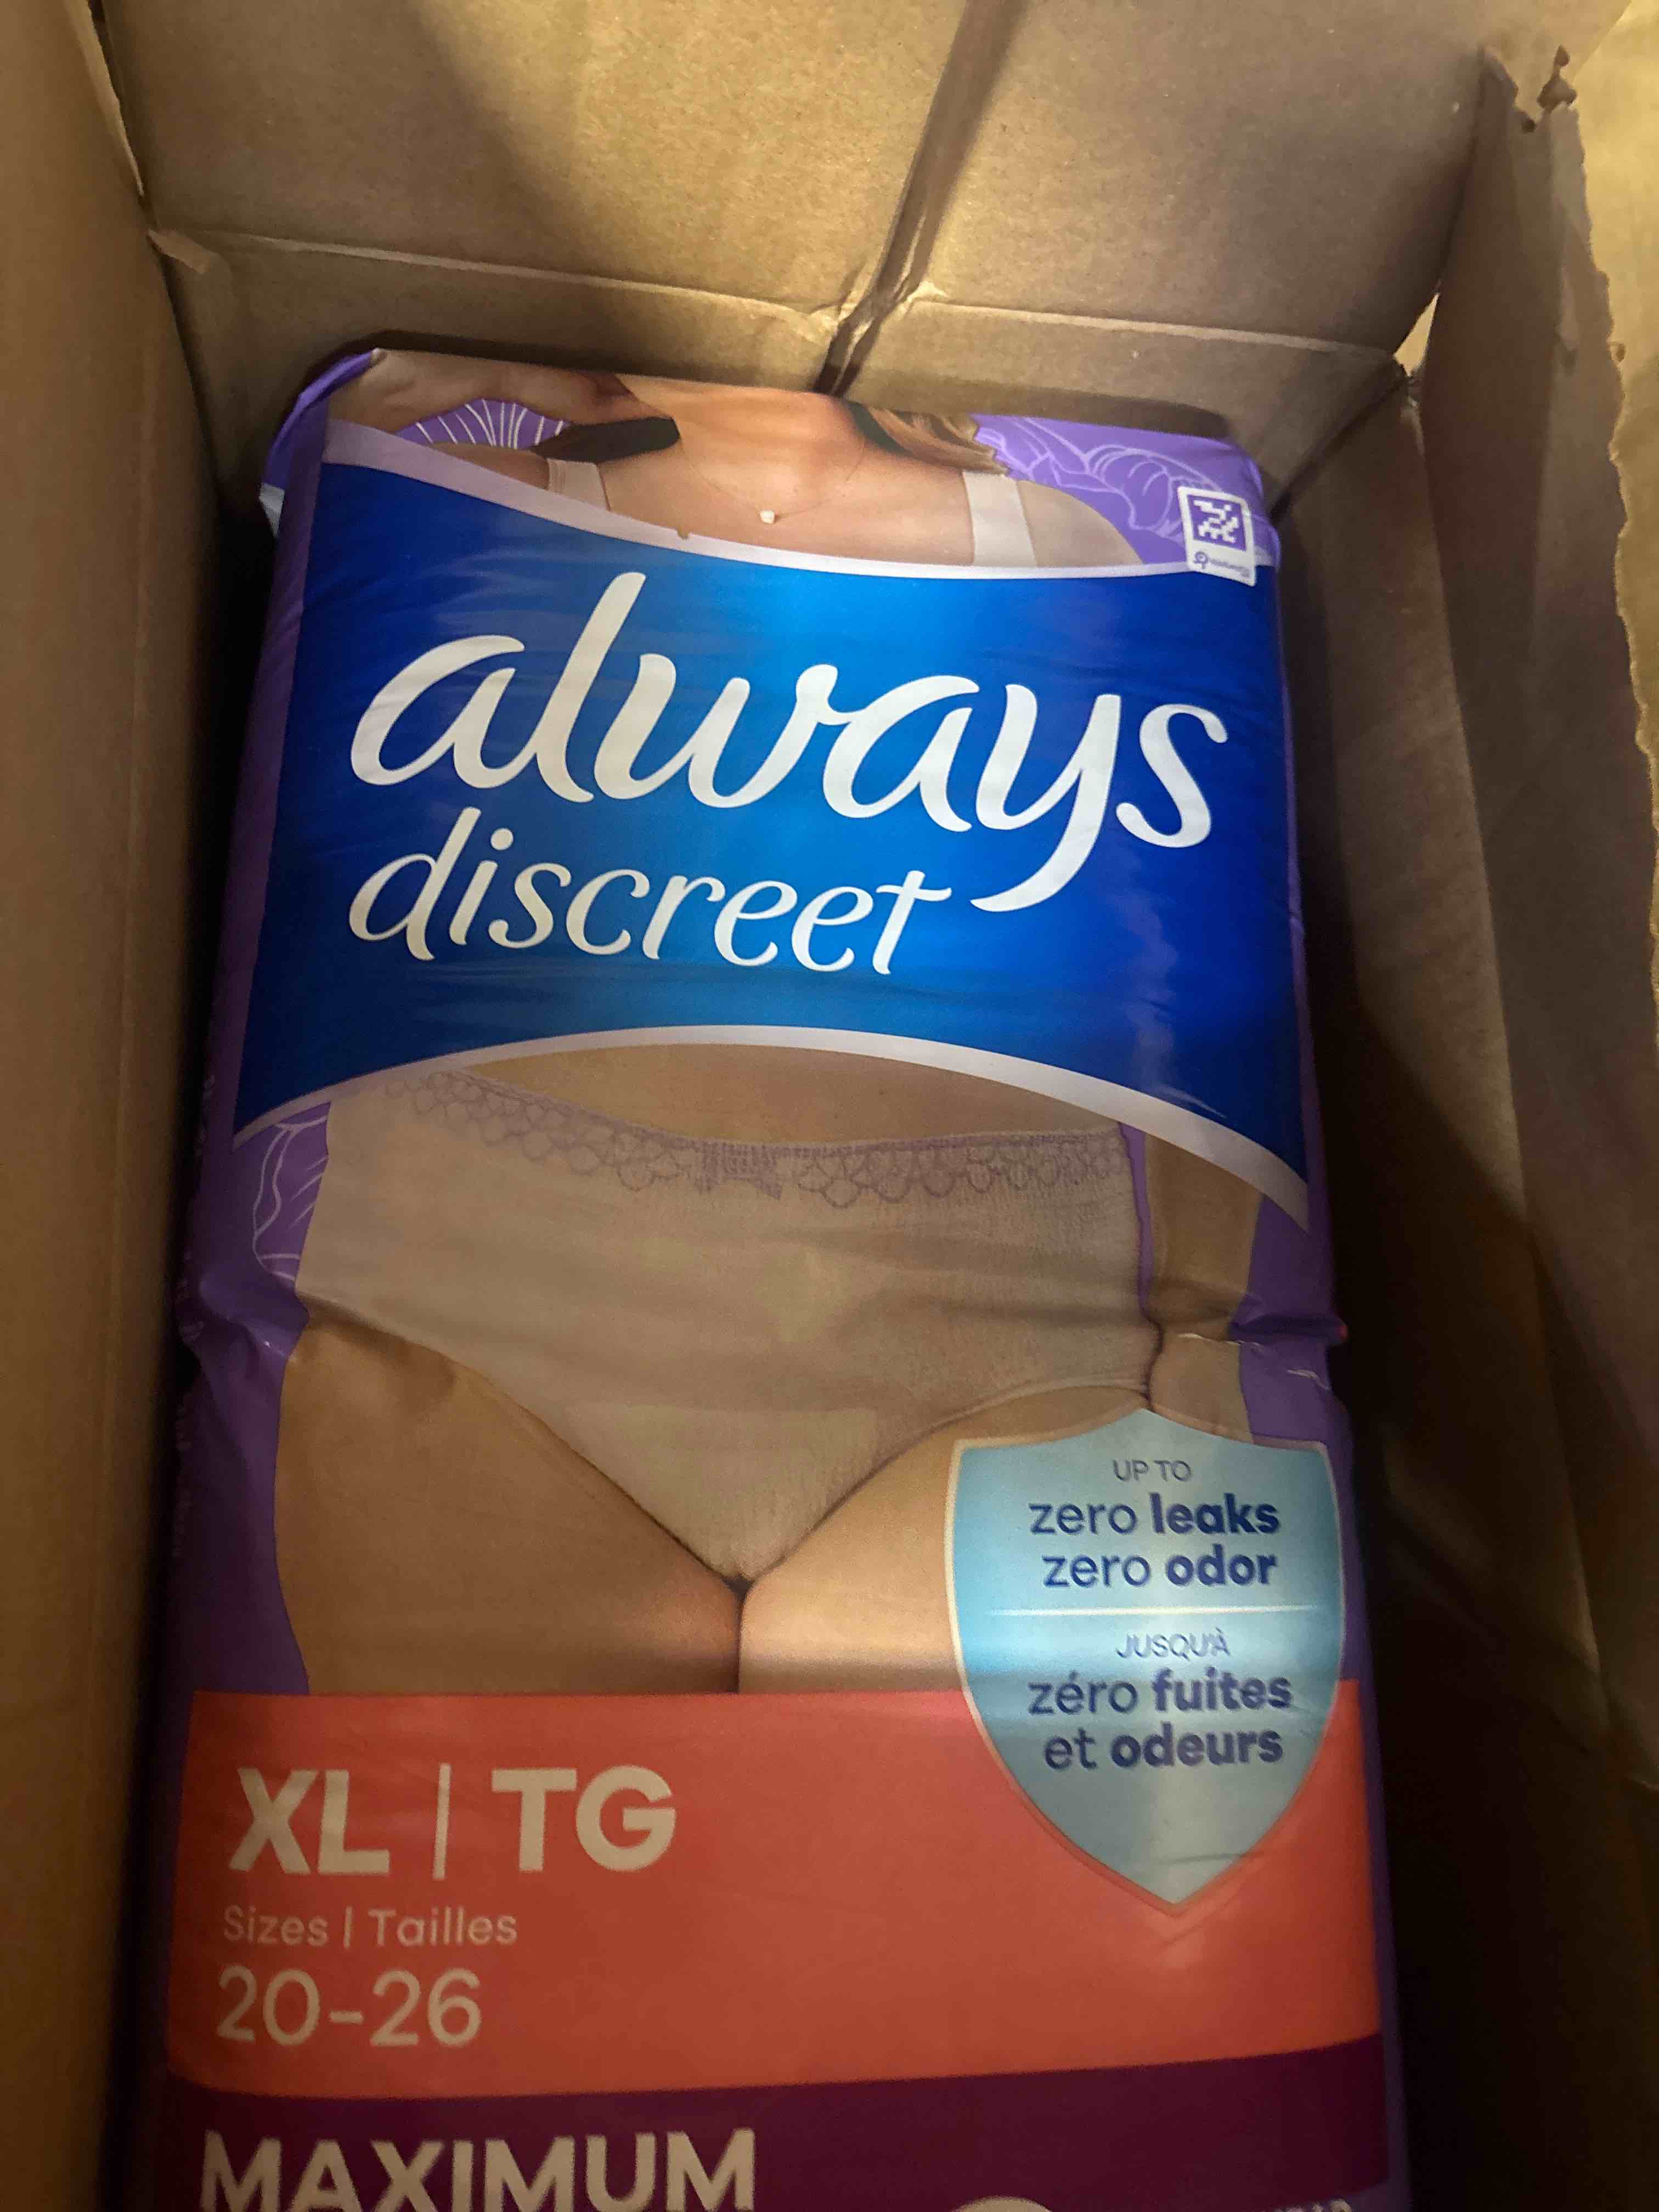 always
discreet
UP TO
zero leaks
zero odor
JUSQU'À
zéro fuites
et odeurs
XL | TG
Sizes | Tailles
20-26
MAXIMUM